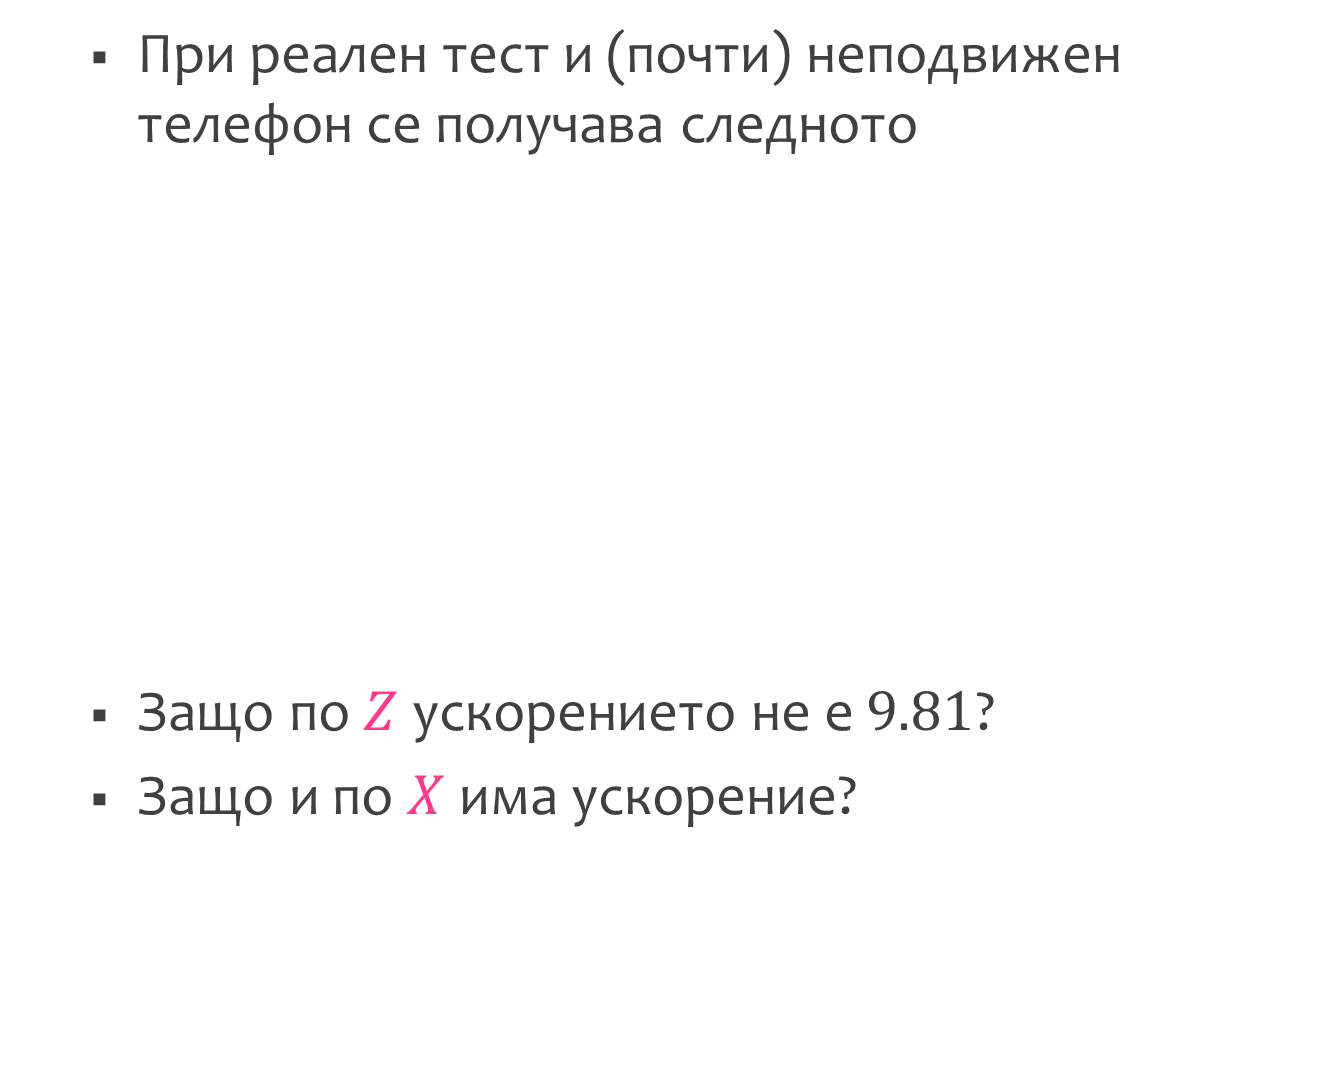 ▪ При реален тест и (почти) неподвижен
телефон се получава следното
▪ Защо по Z ускорението не е 9.81?
▪ Защо и по X има ускорение?